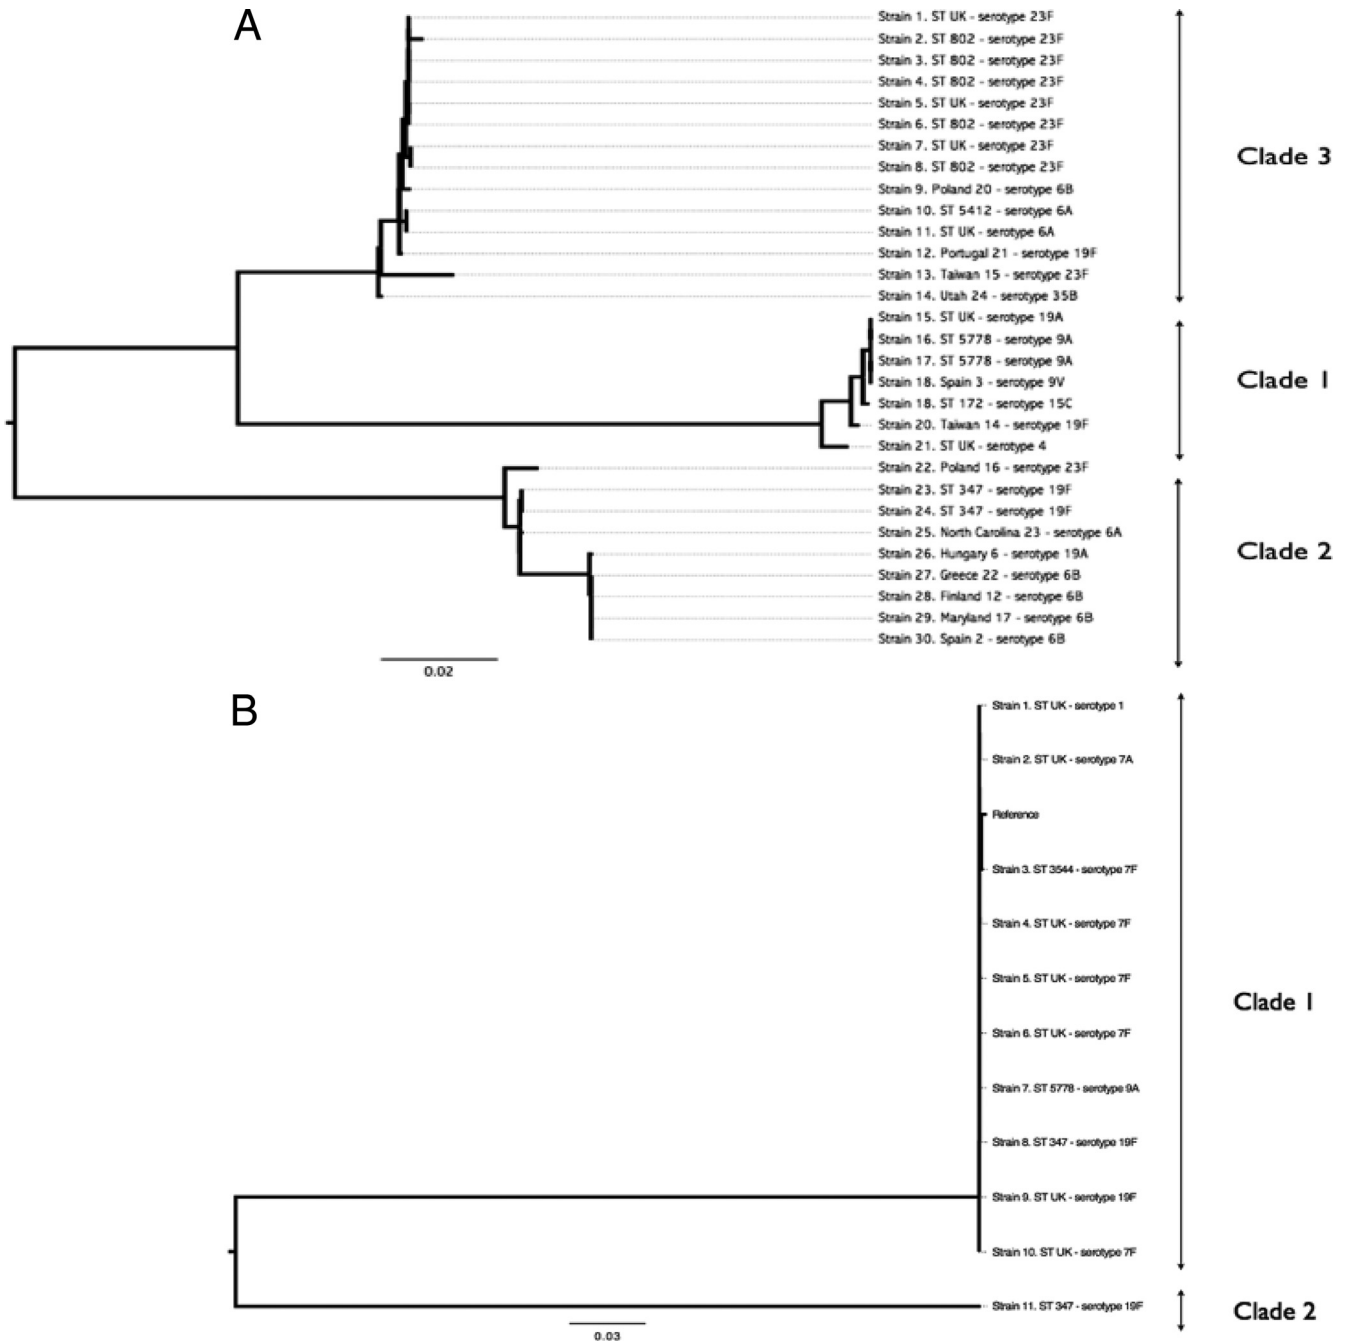 A
Strain 1. ST UK - serotype 23F
Strain 2. ST 802 - serotype 23F
Strain 3. ST 802 - serotype 23F
Strain 4. ST 802 - serotype 23F
Strain 5. ST UK - serotype 23F
Strain 6. ST 802 - serotype 23F
Strain 7. ST UK - serotype 23F
Strain 8. ST 802 - serotype 23F
Strain 9. Poland 20 - serotype 6B
Strain 10. ST 5412 - serotype 6A
Strain 11. ST UK - serotype 6A
Strain 12. Portugal 21 - serotype 19F
Strain 13. Taiwan 15 - serotype 23F
Strain 14. Utah 24 - serotype 35B
Clade 3
Strain 15. ST UK - serotype 19A
Strain 16. ST 5778 - serotype 9A
Strain 17. ST 5778 - serotype 9A
Strain 18. Spain 3 - serotype 9V
Strain 18. ST 172 - serotype 15C
Strain 20. Taiwan 14 - serotype 19F
Strain 21. ST UK - serotype 4
Clade 1
Strain 22. Poland 16 - serotype 23F
Strain 23. ST 347 - serotype 19F
Strain 24. ST 347 - serotype 19F
Strain 25. North Carolina 23 - serotype 6A
Strain 26. Hungary 6 - serotype 19A
Strain 27. Greece 22 - serotype 6B
Strain 28. Finland 12 - serotype 6B
Strain 29. Maryland 17 - serotype 6B
Strain 30. Spain 2 - serotype 6B
Clade 2
0.02
B
Strain 1. ST UK - serotype 1
Strain 2. ST UK - serotype 7A
Reference
Strain 3. ST 3544 - serotype 7F
Strain 4. ST UK - serotype 7F
Strain 5. ST UK - serotype 7F
Strain 6. ST UK - serotype 7F
Strain 7. ST 5778 - serotype 9A
Strain 8. ST 347 - serotype 19F
Strain 9. ST UK - serotype 19F
Strain 10. ST UK - serotype 7F
Clade 1
Strain 11. ST 347 - serotype 19F
Clade 2
0.03